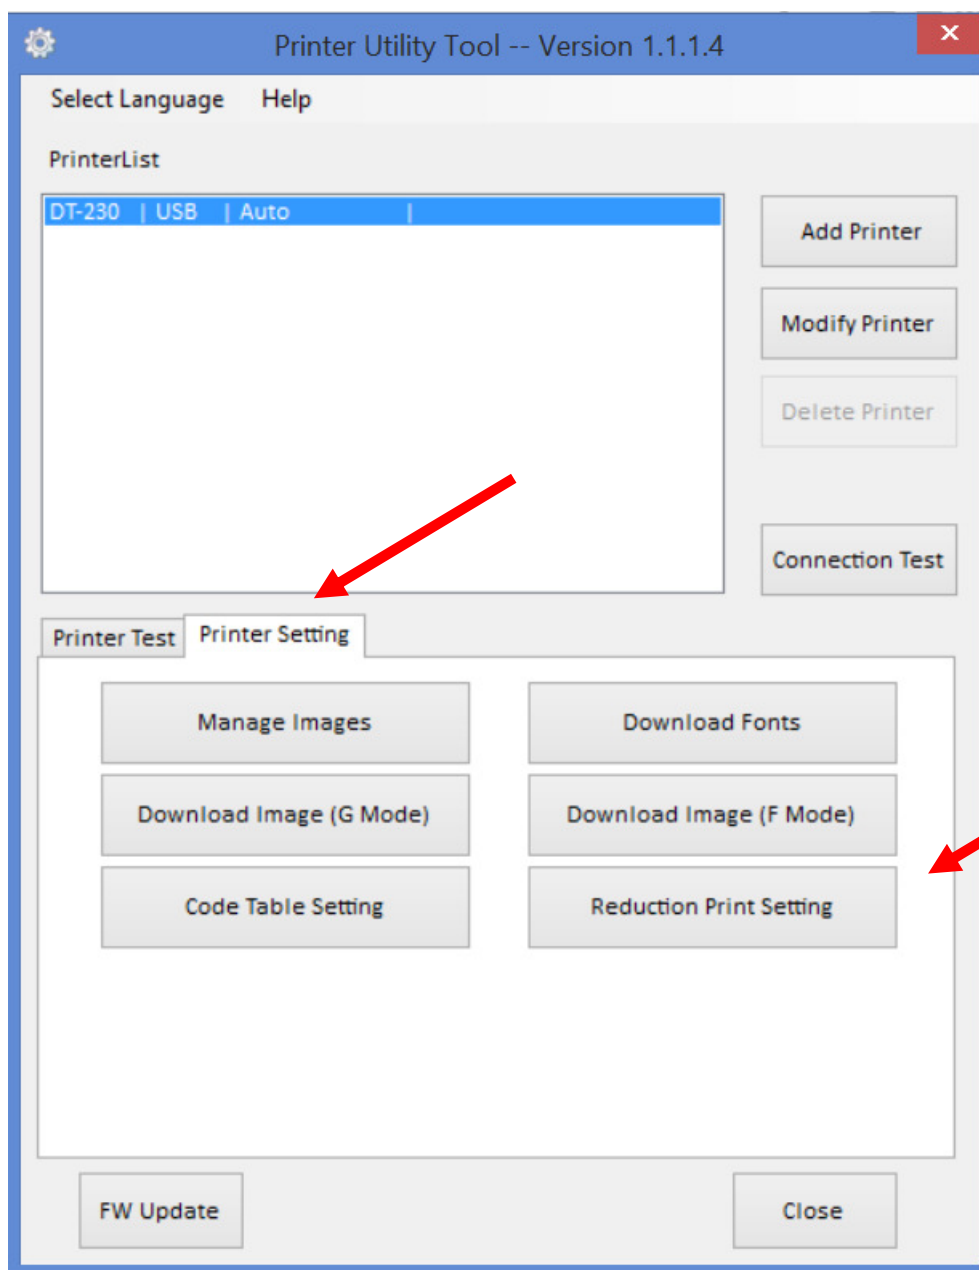 Printer Utility Tool -- Version 1.1.1.4
Select Language Help
PrinterList
DT-230 | USB | Auto |
Add Printer
Modify Printer
Delete Printer
Connection Test
Printer Test Printer Setting
Manage Images Download Fonts
Download Image (G Mode) Download Image (F Mode)
Code Table Setting Reduction Print Setting
FW Update Close